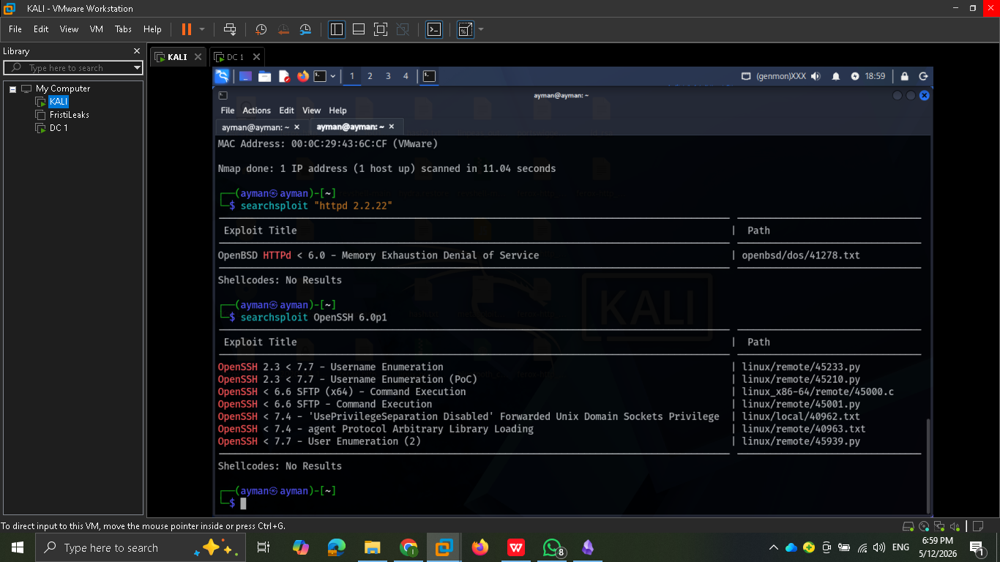 KALI - VMware Workstation
File Edit View VM Tabs Help
Library
Type here to search
My Computer
KALI
FristiLeaks
DC 1
KALI DC 1
1 2 3 4 (genmon)XXX 18:59
ayman@ayman: ~
File Actions Edit View Help
ayman@ayman: ~ ayman@ayman: ~
MAC Address: 00:0C:29:43:6C:CF (VMware)
Nmap done: 1 IP address (1 host up) scanned in 11.04 seconds
┌──(ayman㉿ayman)-[~]
└─$ searchsploit "httpd 2.2.22"
Exploit Title | Path
OpenBSD HTTPd < 6.0 - Memory Exhaustion Denial of Service | openbsd/dos/41278.txt
Shellcodes: No Results
┌──(ayman㉿ayman)-[~]
└─$ searchsploit OpenSSH 6.0p1
Exploit Title | Path
OpenSSH 2.3 < 7.7 - Username Enumeration | linux/remote/45233.py
OpenSSH 2.3 < 7.7 - Username Enumeration (PoC) | linux/remote/45210.py
OpenSSH < 6.6 SFTP (x64) - Command Execution | linux_x86-64/remote/45000.c
OpenSSH < 6.6 SFTP - Command Execution | linux/remote/45001.py
OpenSSH < 7.4 - 'UsePrivilegeSeparation Disabled' Forwarded Unix Domain Sockets Privilege | linux/local/40962.txt
OpenSSH < 7.4 - agent Protocol Arbitrary Library Loading | linux/remote/40963.txt
OpenSSH < 7.7 - User Enumeration (2) | linux/remote/45939.py
Shellcodes: No Results
┌──(ayman㉿ayman)-[~]
└─$
KALI
To direct input to this VM, move the mouse pointer inside or press Ctrl+G.
Type here to search
8
ENG
6:59 PM
5/12/2026
1